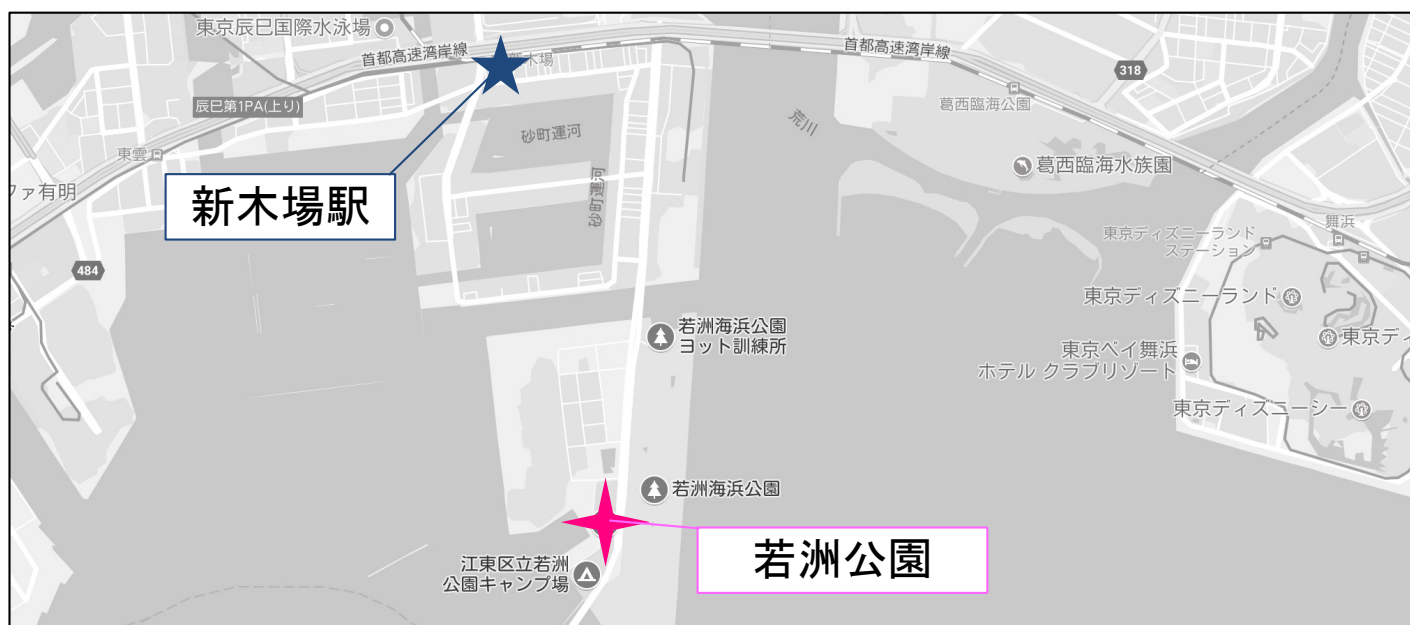 東京辰巳国際水泳場
首都高速湾岸線
新木場
首都高速湾岸線
318
辰巳第1PA(上り)
葛西臨海公園
荒川
砂町運河
東雲
ファ有明
葛西臨海水族園
砂町運河
新木場駅
舞浜
東京ディズニーランド
ステーション
484
東京ディズニーランド
若洲海浜公園
ヨット訓練所
東京ディ
東京ベイ舞浜
ホテル クラブリゾート
東京ディズニーシー
若洲海浜公園
若洲公園
江東区立若洲
公園キャンプ場